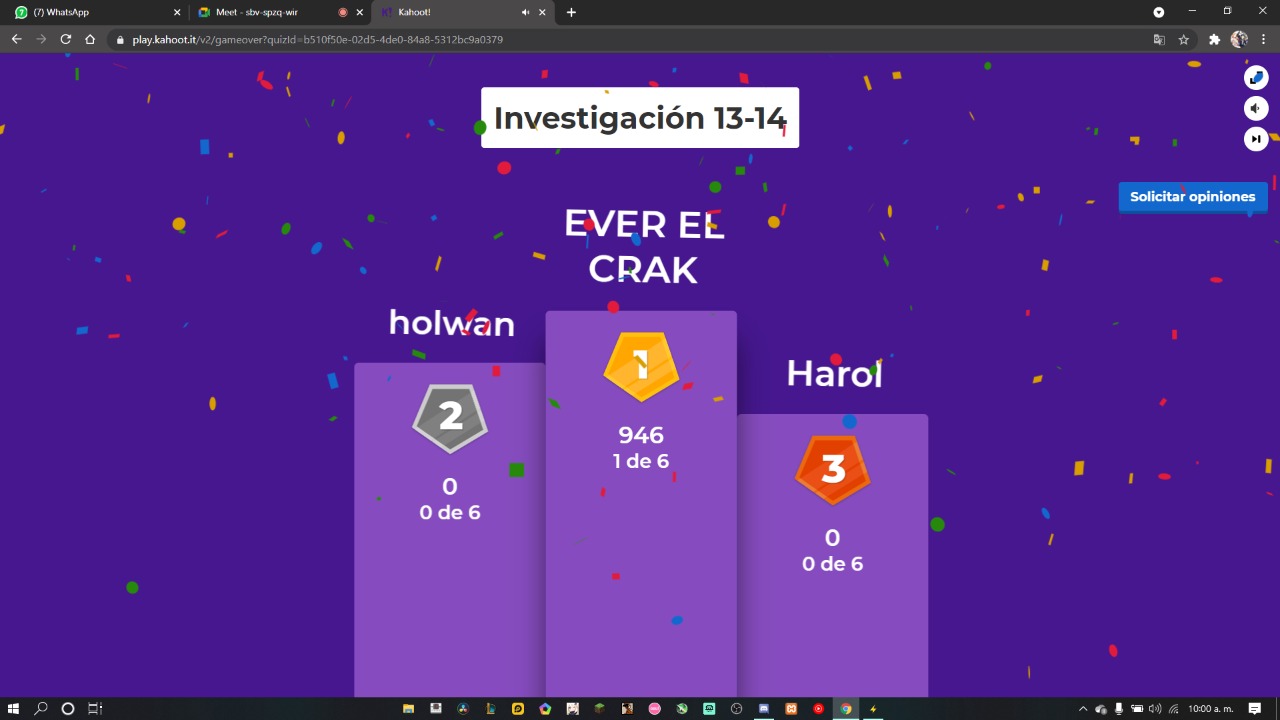 (7) WhatsApp
Meet - sbv-spzq-wir
Kahoot!
play.kahoot.it/v2/gameover?quizId=b510f50e-02d5-4de0-84a8-5312bc9a0379
Investigación 13-14
Solicitar opiniones
EVER EL
CRAK
holwan
Harol
1
946
1 de 6
2
0
0 de 6
3
0
0 de 6
10:00 a. m.